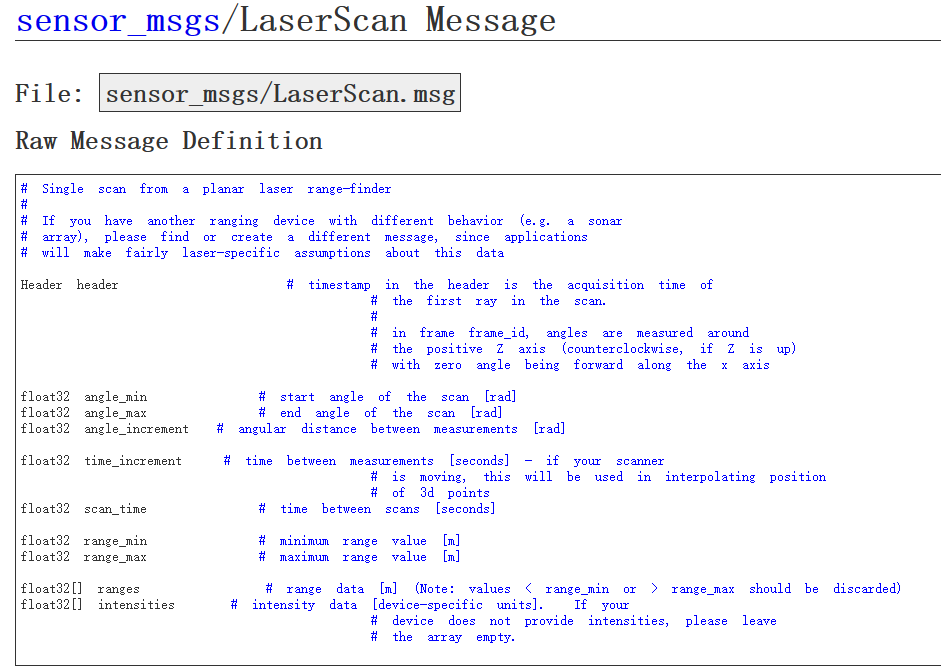 sensor_msgs/LaserScan Message
File: sensor_msgs/LaserScan.msg
Raw Message Definition
# Single scan from a planar laser range-finder
#
# If you have another ranging device with different behavior (e.g. a sonar
# array), please find or create a different message, since applications
# will make fairly laser-specific assumptions about this data
Header header # timestamp in the header is the acquisition time of
# the first ray in the scan.
#
# in frame frame_id, angles are measured around
# the positive Z axis (counterclockwise, if Z is up)
# with zero angle being forward along the x axis
float32 angle_min # start angle of the scan [rad]
float32 angle_max # end angle of the scan [rad]
float32 angle_increment # angular distance between measurements [rad]
float32 time_increment # time between measurements [seconds] - if your scanner
# is moving, this will be used in interpolating position
# of 3d points
float32 scan_time # time between scans [seconds]
float32 range_min # minimum range value [m]
float32 range_max # maximum range value [m]
float32[] ranges # range data [m] (Note: values < range_min or > range_max should be discarded)
float32[] intensities # intensity data [device-specific units]. If your
# device does not provide intensities, please leave
# the array empty.